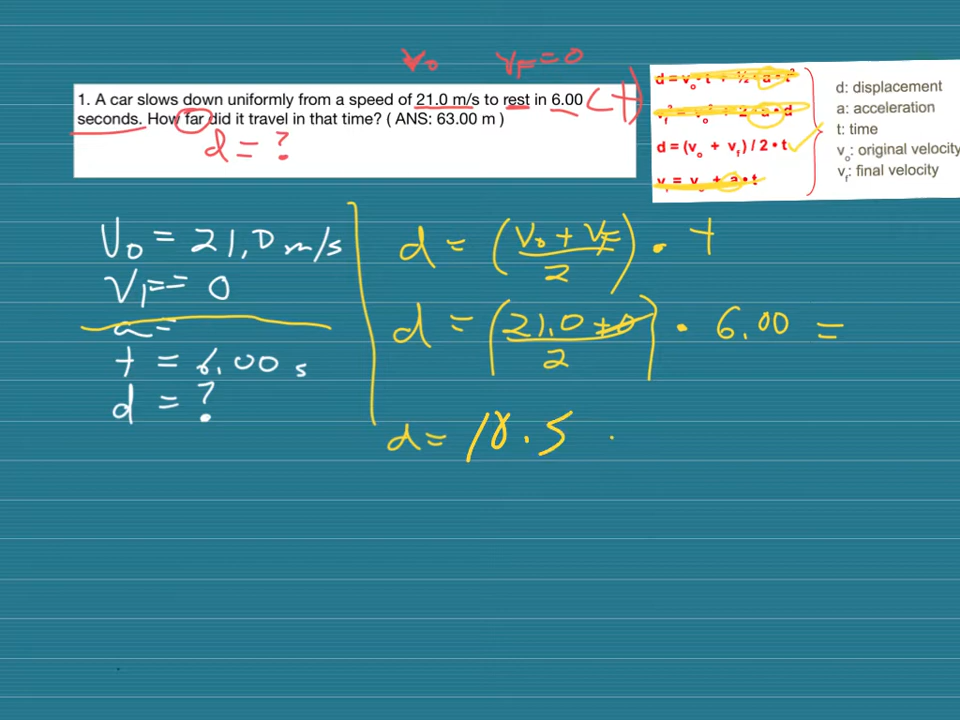 v₀ v_F = 0
1. A car slows down uniformly from a speed of 21.0 m/s to rest in 6.00 (t)
seconds. How far did it travel in that time? ( ANS: 63.00 m )
d = ?
d = v₀ • t + ½ • a • t²
v_f² = v₀² + 2 • a • d
d = (v₀ + v_f) / 2 • t
v_f = v₀ + a • t
d: displacement
a: acceleration
t: time
v₀: original velocity
v_f: final velocity
V₀ = 21.0 m/s
V_F = 0
a =
t = 6.00 s
d = ?
d = (V₀ + V_F / 2) • t
d = (21.0 + 0 / 2) • 6.00 =
d = 18.5 .